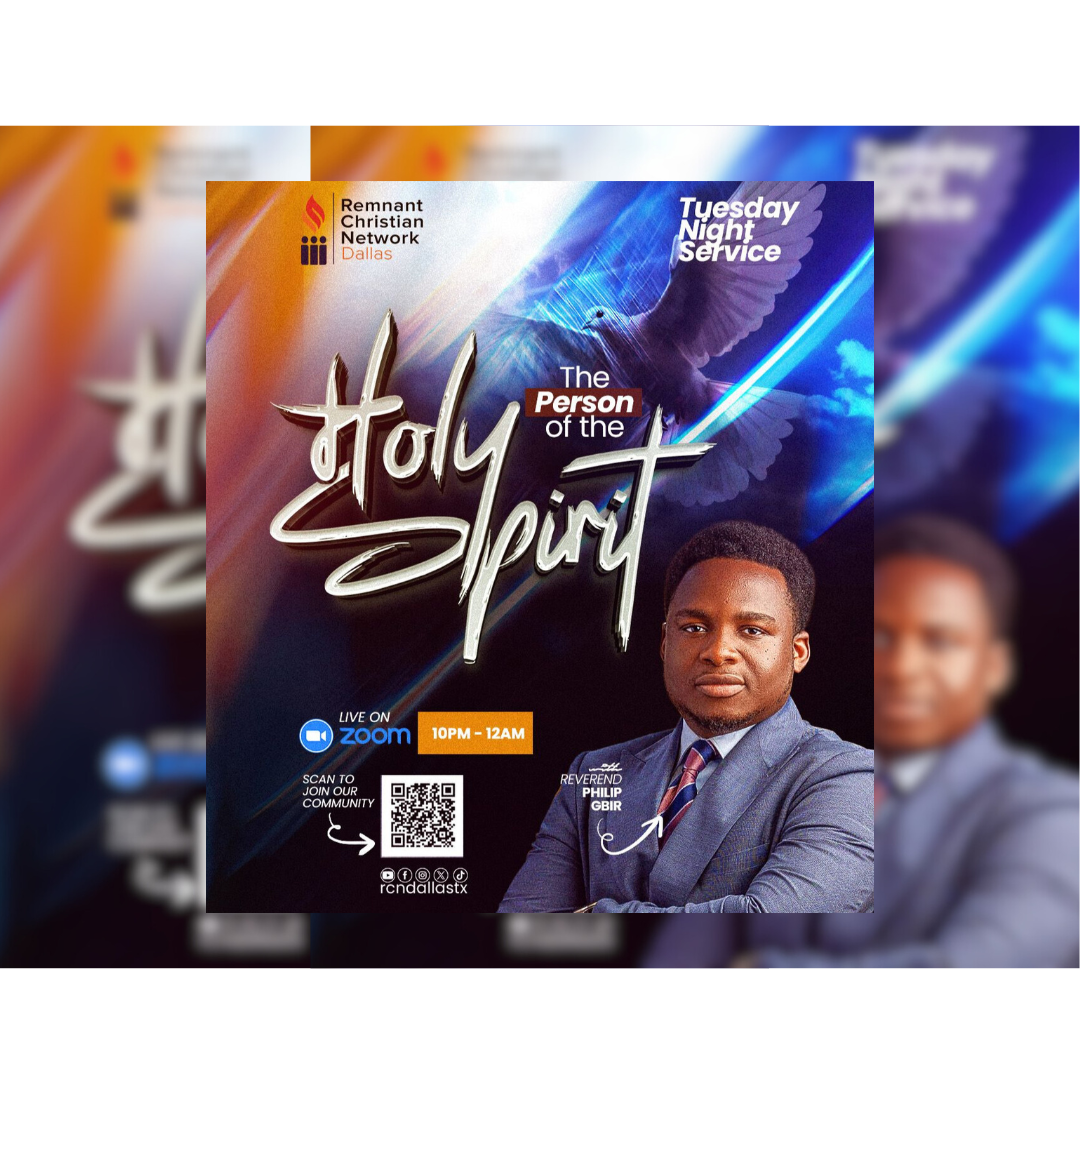 Remnant
Christian
Network
Dallas
Tuesday
Night
Service
The
Person
of the
Holy
Spirit
LIVE ON
zoom
10PM - 12AM
SCAN TO
JOIN OUR
COMMUNITY
rcndallastx
with
REVEREND
PHILIP
GBIR